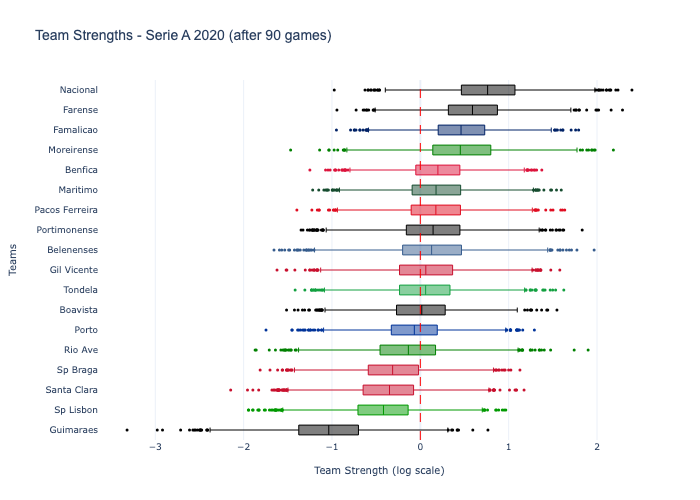 Team Strengths - Serie A 2020 (after 90 games)
Nacional
Farense
Famalicao
Moreirense
Benfica
Maritimo
Pacos Ferreira
Portimonense
Belenenses
Gil Vicente
Tondela
Boavista
Porto
Rio Ave
Sp Braga
Santa Clara
Sp Lisbon
Guimaraes
Teams
−3 −2 −1 0 1 2
Team Strength (log scale)